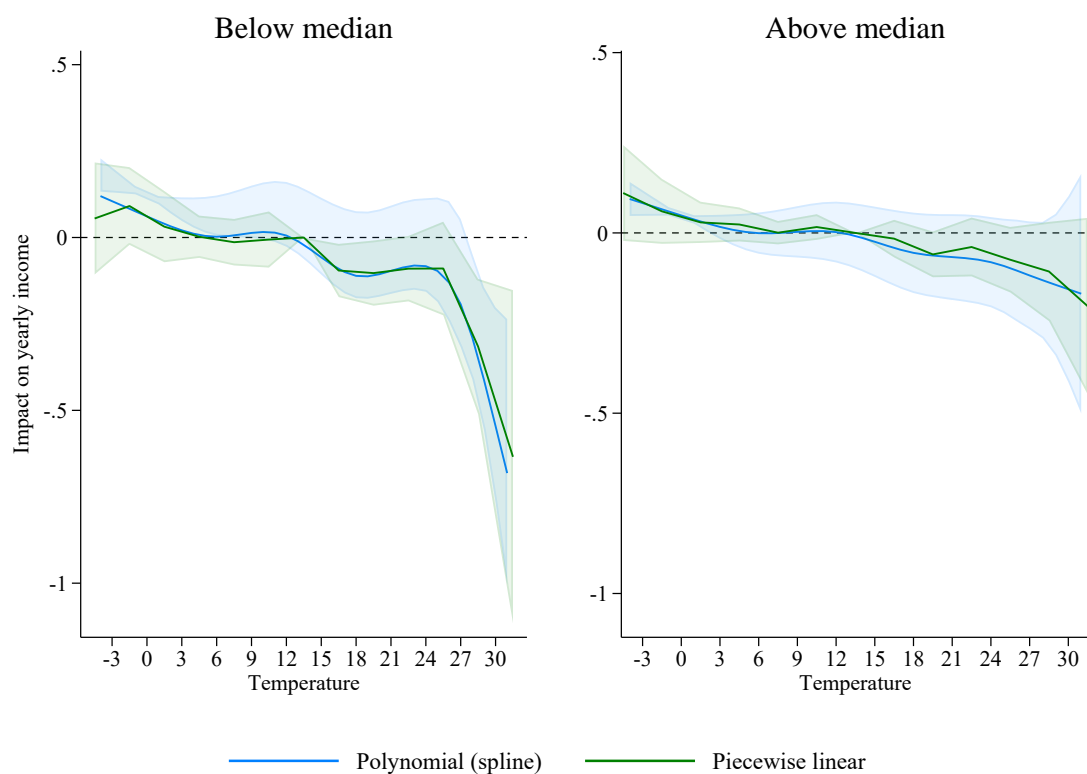 Below median
Above median
.5
0
-.5
-1
Impact on yearly income
-3 0 3 6 9 12 15 18 21 24 27 30
Temperature
.5
0
-.5
-1
-3 0 3 6 9 12 15 18 21 24 27 30
Temperature
Polynomial (spline)
Piecewise linear